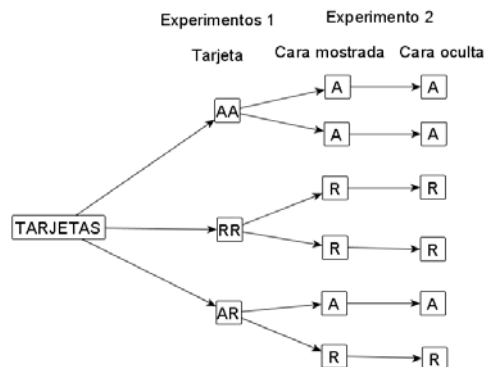 Experimentos 1 Experimento 2
Tarjeta Cara mostrada Cara oculta
A A
AA
A A
R R
TARJETAS RR
R R
A A
AR
R R